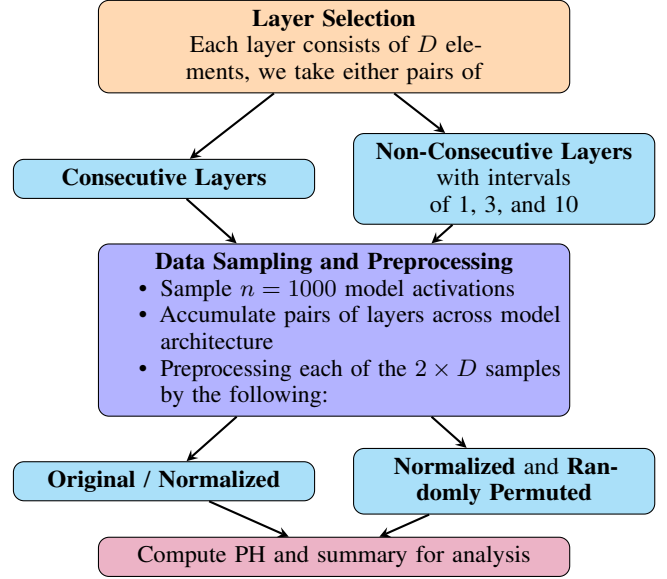 Layer Selection
Each layer consists of D ele-
ments, we take either pairs of
Consecutive Layers
Non-Consecutive Layers
with intervals
of 1, 3, and 10
Data Sampling and Preprocessing
• Sample n = 1000 model activations
• Accumulate pairs of layers across model
architecture
• Preprocessing each of the 2 × D samples
by the following:
Original / Normalized
Normalized and Ran-
domly Permuted
Compute PH and summary for analysis